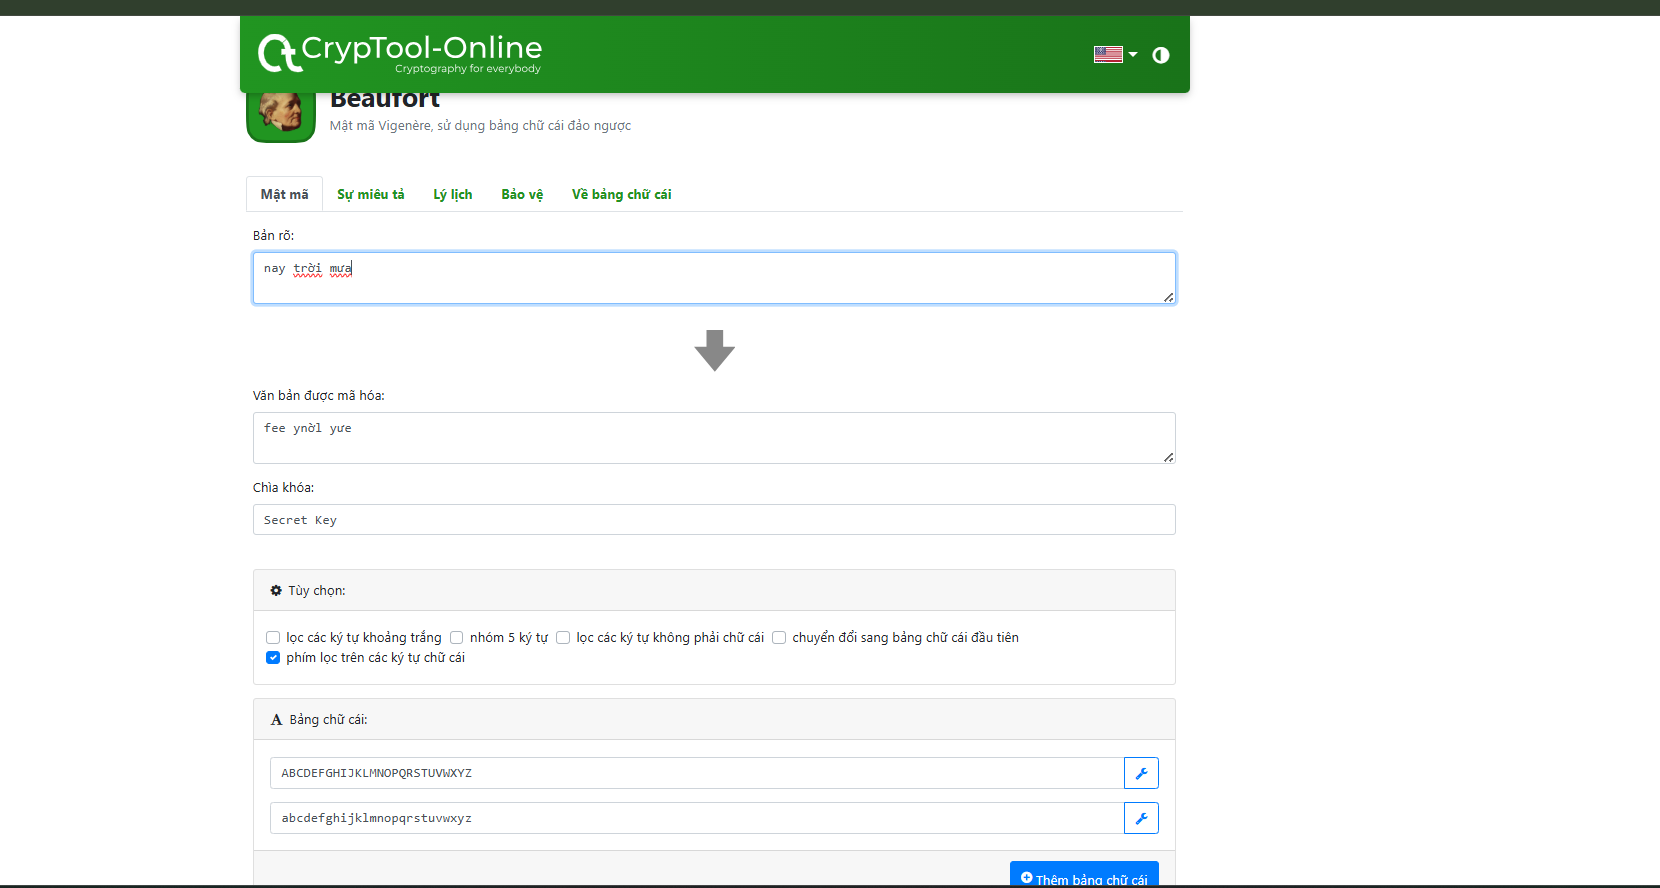 CrypTool-Online
Cryptography for everybody
Beaufort
Mật mã Vigenère, sử dụng bảng chữ cái đảo ngược
Mật mã Sự miêu tả Lý lịch Bảo vệ Về bảng chữ cái
Bản rõ:
nay trời mưa
Văn bản được mã hóa:
fee ynờl yưe
Chìa khóa:
Secret Key
Tùy chọn:
lọc các ký tự khoảng trắng nhóm 5 ký tự lọc các ký tự không phải chữ cái chuyển đổi sang bảng chữ cái đầu tiên
phím lọc trên các ký tự chữ cái
A Bảng chữ cái:
ABCDEFGHIJKLMNOPQRSTUVWXYZ
abcdefghijklmnopqrstuvwxyz
Thêm bảng chữ cái